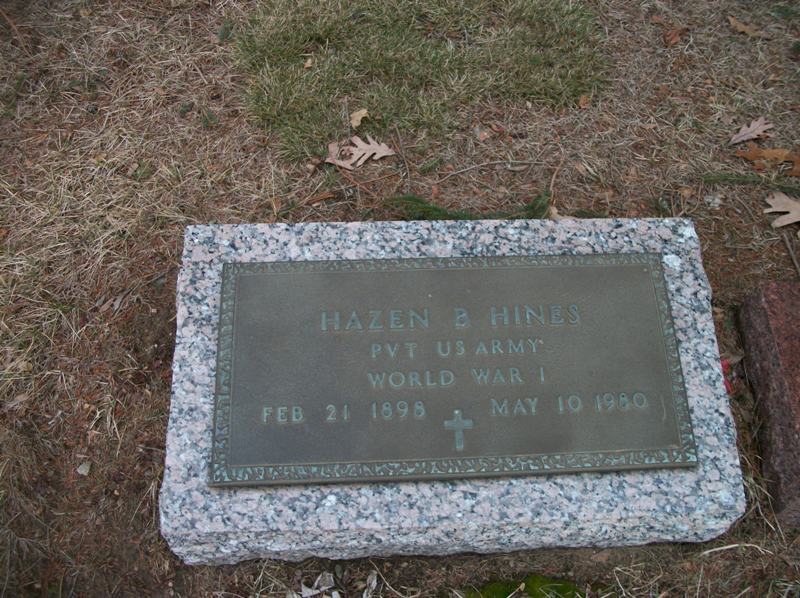 HAZEN B HINES
PVT US ARMY
WORLD WAR I
FEB 21 1898 MAY 10 1980